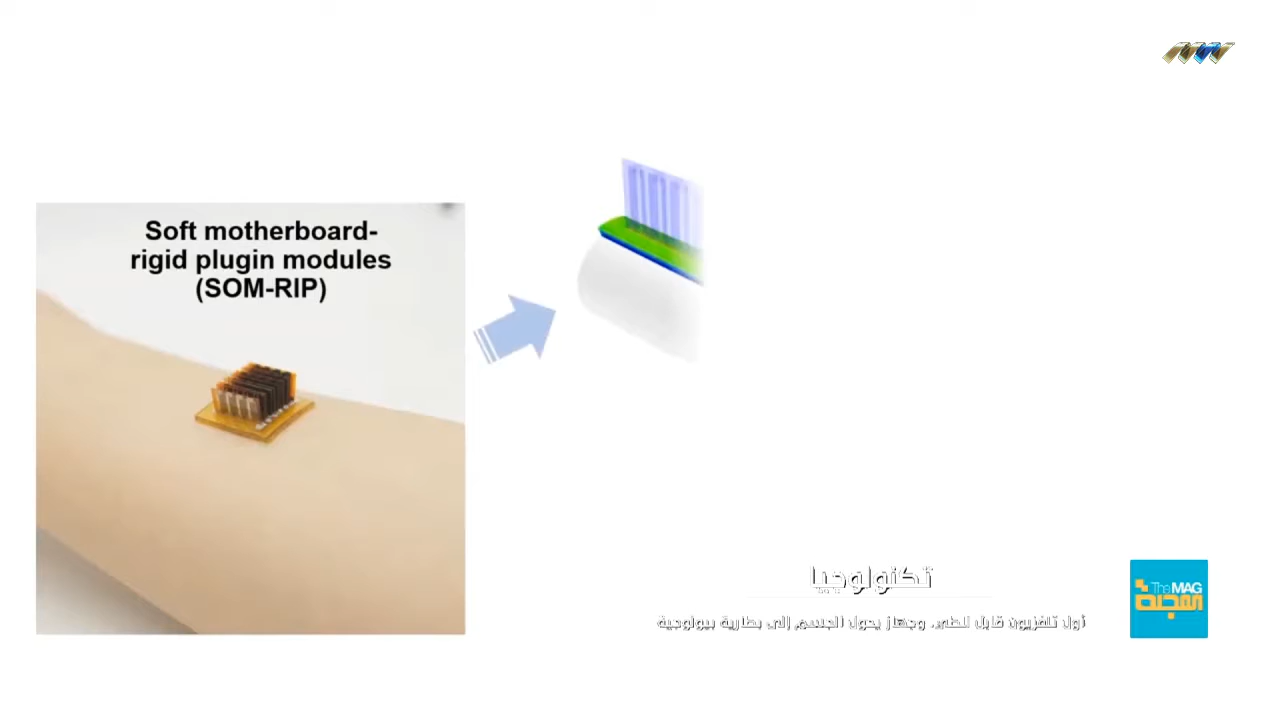 Soft motherboard-
rigid plugin modules
(SOM-RIP)
تكنولوجيا
أول تلفزيون قابل للطي، وجهاز يحول الجسم إلى بطارية بيولوجية
The MAG
المجلة